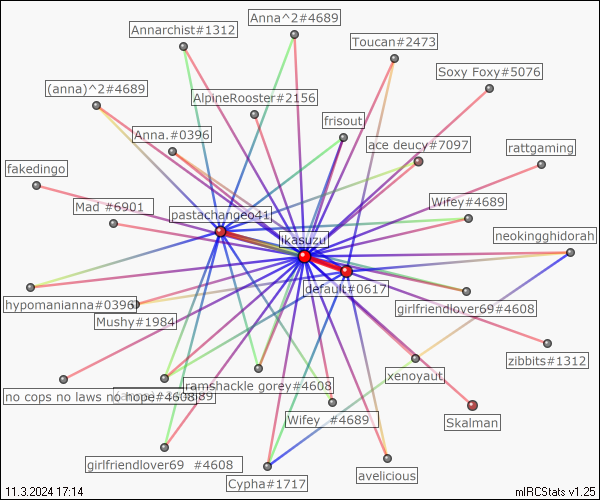 Anna^2#4689
Annarchist#1312
Toucan#2473
Soxy Foxy#5076
(anna)^2#4689
AlpineRooster#2156
frisout
Anna.#0396
ace deucy#7097
rattgaming
fakedingo
Mad #6901
Wifey#4689
pastachangeo41
ikasuzu
neokingghidorah
default#0617
hypomanianna#0396
girlfriendlover69#4608
Mushy#1984
zibbits#1312
xenoyaut
ramshackle gorey#4608
no cops no laws no hope
#4608
Wifey #4689
Skalman
girlfriendlover69 #4608
Cypha#1717
avelicious
11.3.2024 17:14
mIRCStats v1.25